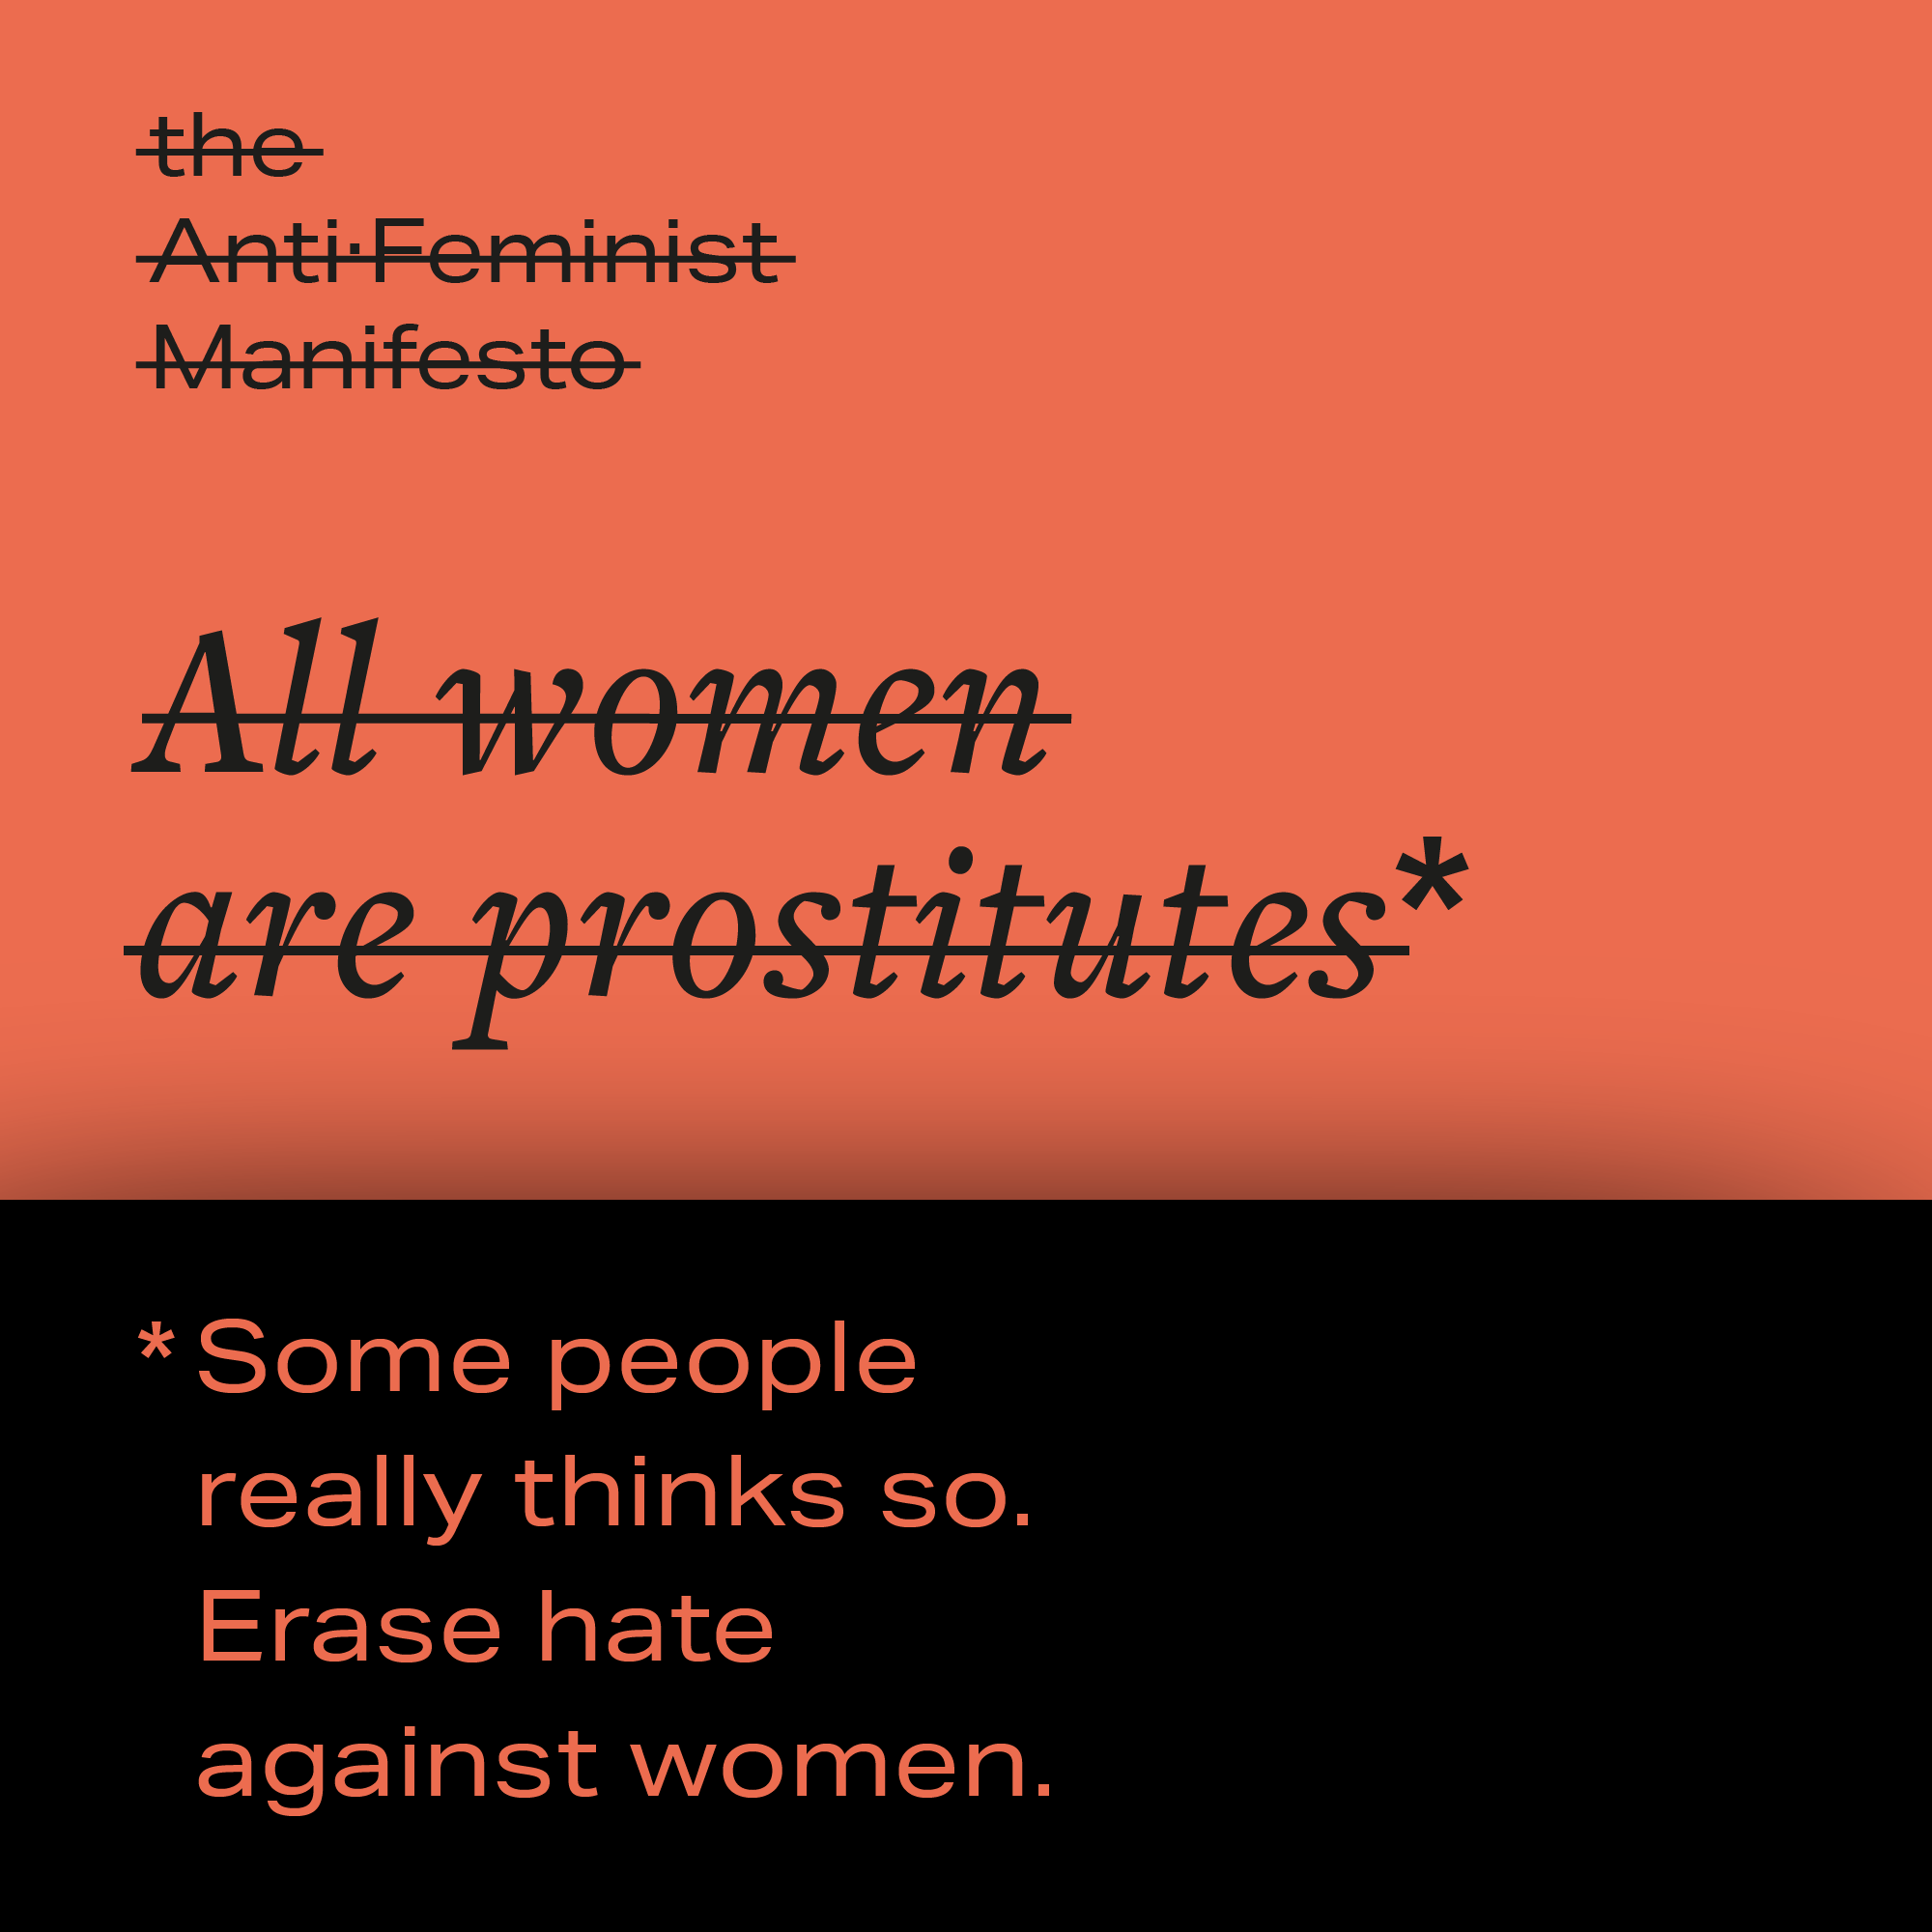 the
Anti·Feminist
Manifesto
All women
are prostitutes*
*Some people
really thinks so.
Erase hate
against women.